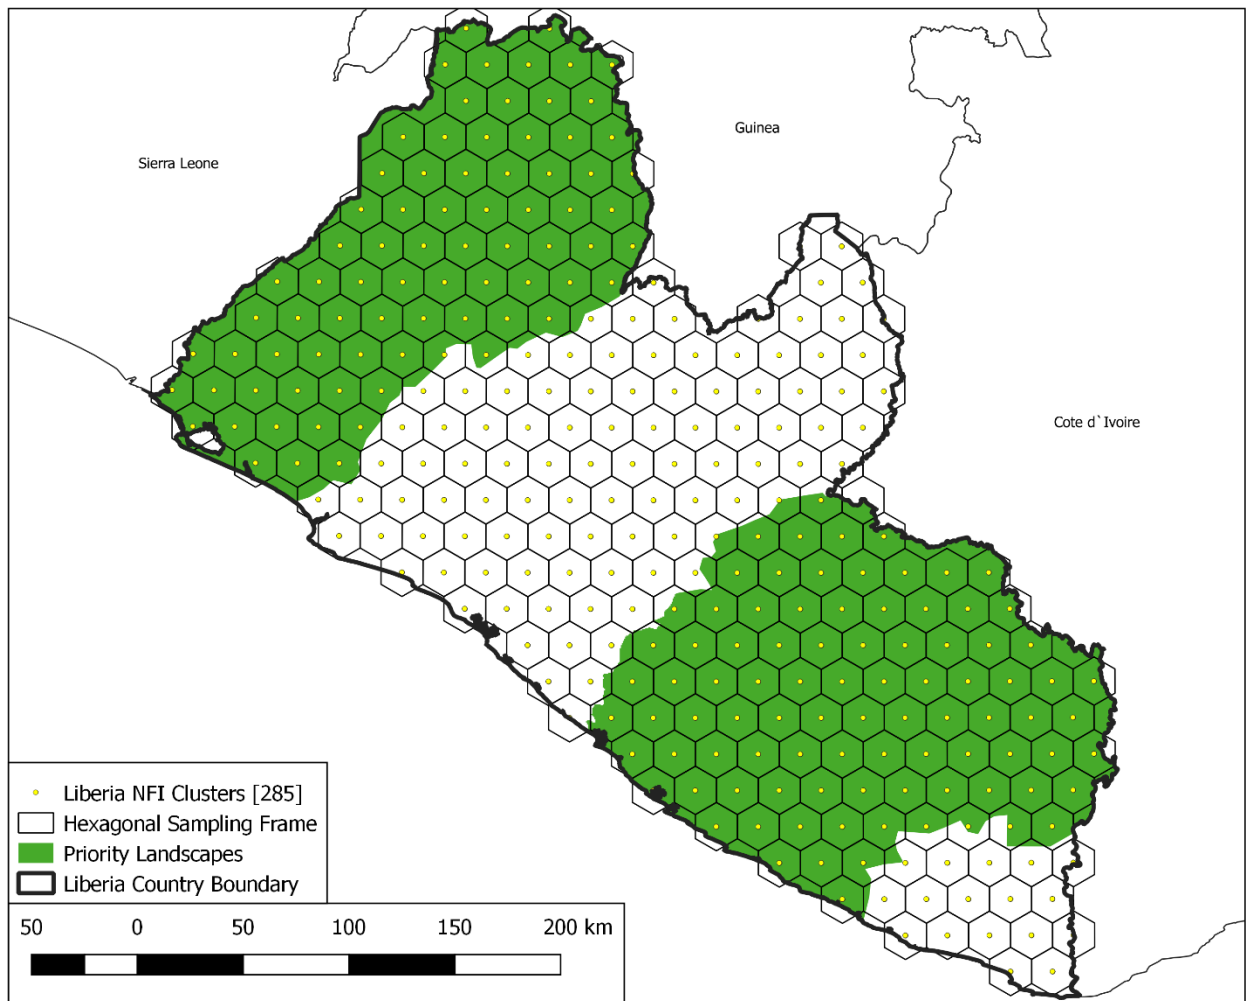 Guinea
Sierra Leone
Cote d`Ivoire
Liberia NFI Clusters [285]
Hexagonal Sampling Frame
Priority Landscapes
Liberia Country Boundary
50 0 50 100 150 200 km